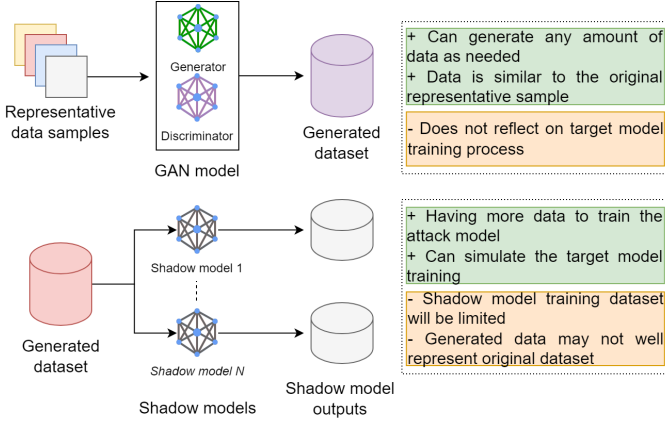 Representative
data samples
Generator
Discriminator
GAN model
Generated
dataset
+ Can generate any amount of
data as needed
+ Data is similar to the original
representative sample
- Does not reflect on target model
training process
Generated
dataset
Shadow model 1
Shadow model N
Shadow models
Shadow model
outputs
+ Having more data to train the
attack model
+ Can simulate the target model
training
- Shadow model training dataset
will be limited
- Generated data may not well
represent original dataset